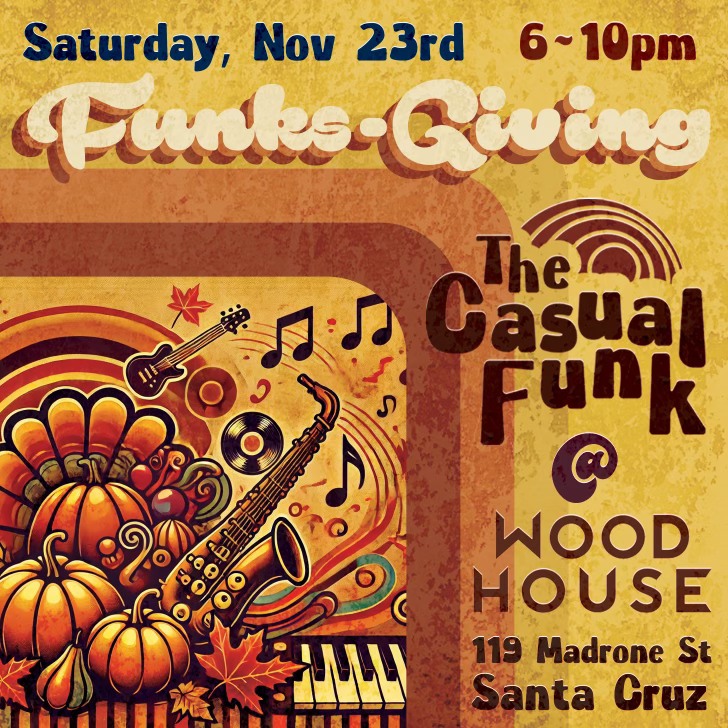 Saturday, Nov 23rd 6~10pm
Funks-Giving
The
Casual
Funk
@
WOOD
HOUSE
119 Madrone St
Santa Cruz